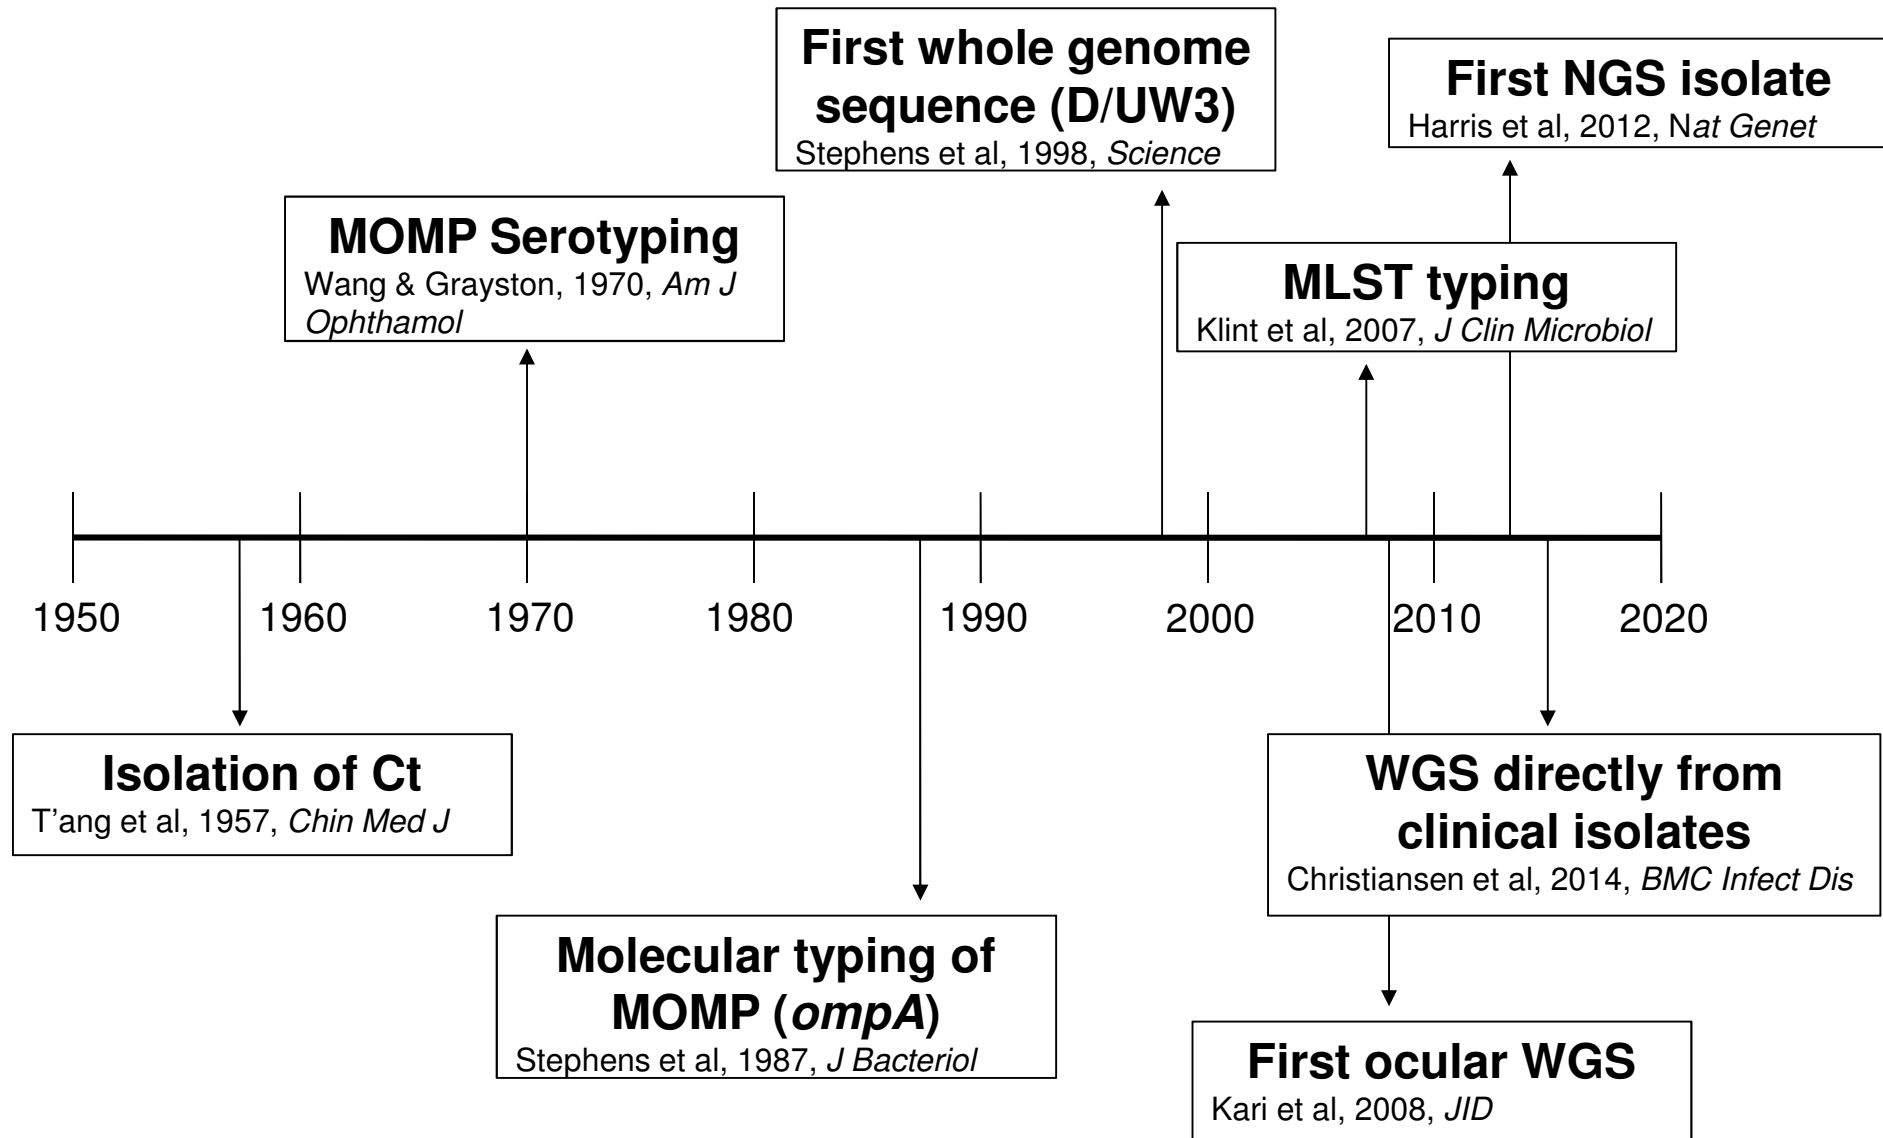 First whole genome
sequence (D/UW3)
Stephens et al, 1998, Science
First NGS isolate
Harris et al, 2012, Nat Genet
MOMP Serotyping
Wang & Grayston, 1970, Am J
Ophthamol
MLST typing
Klint et al, 2007, J Clin Microbiol
1950
1960
1970
1980
1990
2000
2010
2020
Isolation of Ct
T'ang et al, 1957, Chin Med J
WGS directly from
clinical isolates
Christiansen et al, 2014, BMC Infect Dis
Molecular typing of
MOMP (ompA)
Stephens et al, 1987, J Bacteriol
First ocular WGS
Kari et al, 2008, JID